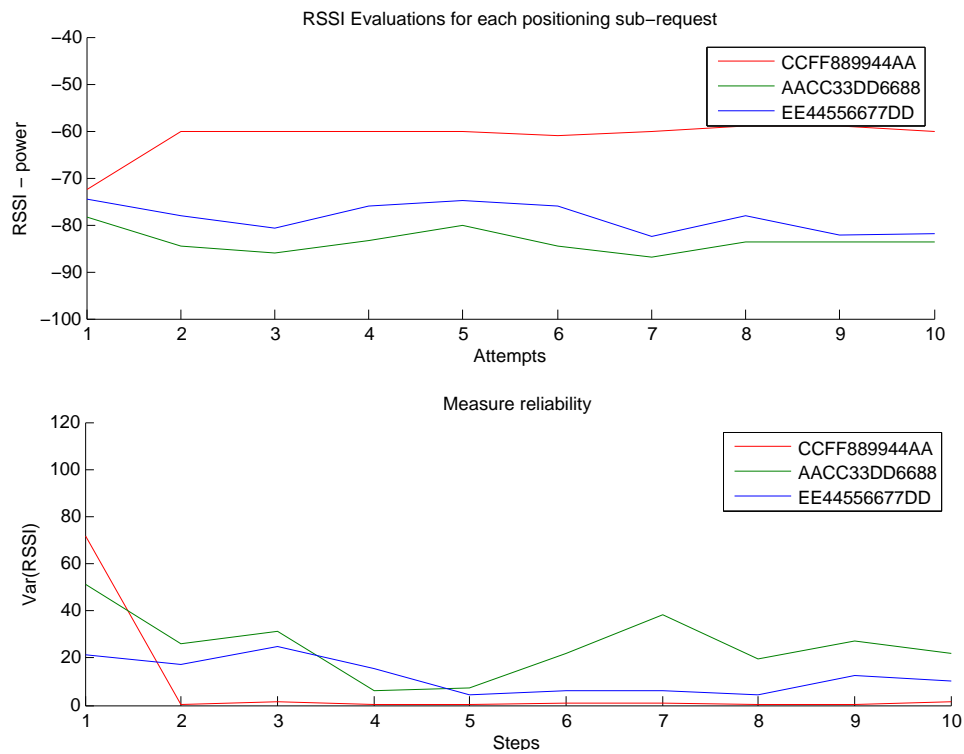 RSSI Evaluations for each positioning sub−request
−40
−50
−60
−70
−80
−90
−100
RSSI − power
CCFF889944AA
AACC33DD6688
EE44556677DD
1 2 3 4 5 6 7 8 9 10
Attempts
Measure reliability
120
100
80
60
40
20
0
Var(RSSI)
CCFF889944AA
AACC33DD6688
EE44556677DD
1 2 3 4 5 6 7 8 9 10
Steps